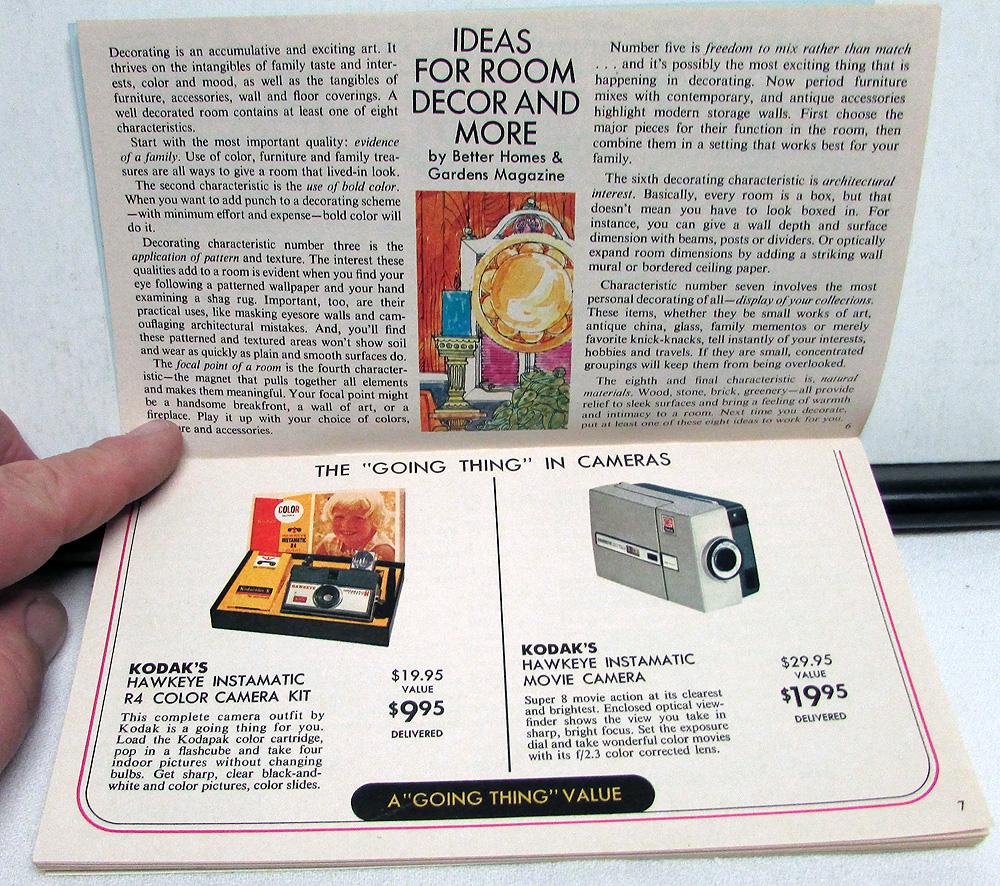 Decorating is an accumulative and exciting art. It
thrives on the intangibles of family taste and inter-
ests, color and mood, as well as the tangibles of
furniture, accessories, wall and floor coverings. A
well decorated room contains at least one of eight
characteristics.
Start with the most important quality: evidence
of a family. Use of color, furniture and family trea-
sures are all ways to give a room that lived-in look.
The second characteristic is the use of bold color.
When you want to add punch to a decorating scheme
—with minimum effort and expense—bold color will
do it.
Decorating characteristic number three is the
application of pattern and texture. The interest these
qualities add to a room is evident when you find your
eye following a patterned wallpaper and your hand
examining a shag rug. Important, too, are their
practical uses, like masking eyesore walls and cam-
ouflaging architectural mistakes. And, you'll find
these patterned and textured areas won't show soil
and wear as quickly as plain and smooth surfaces do.
The focal point of a room is the fourth character-
istic—the magnet that pulls together all elements
and makes them meaningful. Your focal point might
be a handsome breakfront, a wall of art, or a
fireplace. Play it up with your choice of colors,
and accessories.
IDEAS
FOR ROOM
DECOR AND
MORE
by Better Homes &
Gardens Magazine
Number five is freedom to mix rather than match
. . . and it's possibly the most exciting thing that is
happening in decorating. Now period furniture
mixes with contemporary, and antique accessories
highlight modern storage walls. First choose the
major pieces for their function in the room, then
combine them in a setting that works best for your
family.
The sixth decorating characteristic is architectural
interest. Basically, every room is a box, but that
doesn't mean you have to look boxed in. For
instance, you can give a wall depth and surface
dimension with beams, posts or dividers. Or optically
expand room dimensions by adding a striking wall
mural or bordered ceiling paper.
Characteristic number seven involves the most
personal decorating of all—display of your collections.
These items, whether they be small works of art,
antique china, glass, family mementos or merely
favorite knick-knacks, tell instantly of your interests,
hobbies and travels. If they are small, concentrated
groupings will keep them from being overlooked.
The eighth and final characteristic is, natural
materials. Wood, stone, brick, greenery—all provide
relief to sleek surfaces and bring a feeling of warmth
and intimacy to a room. Next time you decorate,
put at least one of these eight ideas to work for you.
6
THE "GOING THING" IN CAMERAS
COLOR
HAWKEYE
INSTAMATIC
R4
HAWKEYE
KODAK'S
HAWKEYE INSTAMATIC
R4 COLOR CAMERA KIT
This complete camera outfit by
Kodak is a going thing for you.
Load the Kodapak color cartridge,
pop in a flashcube and take four
indoor pictures without changing
bulbs. Get sharp, clear black-and-
white and color pictures, color slides.
$19.95
VALUE
$9.95
DELIVERED
KODAK'S
HAWKEYE INSTAMATIC
MOVIE CAMERA
Super 8 movie action at its clearest
and brightest. Enclosed optical view-
finder shows the view you take in
sharp, bright focus. Set the exposure
dial and take wonderful color movies
with its f/2.3 color corrected lens.
$29.95
VALUE
$19.95
DELIVERED
A "GOING THING" VALUE
7